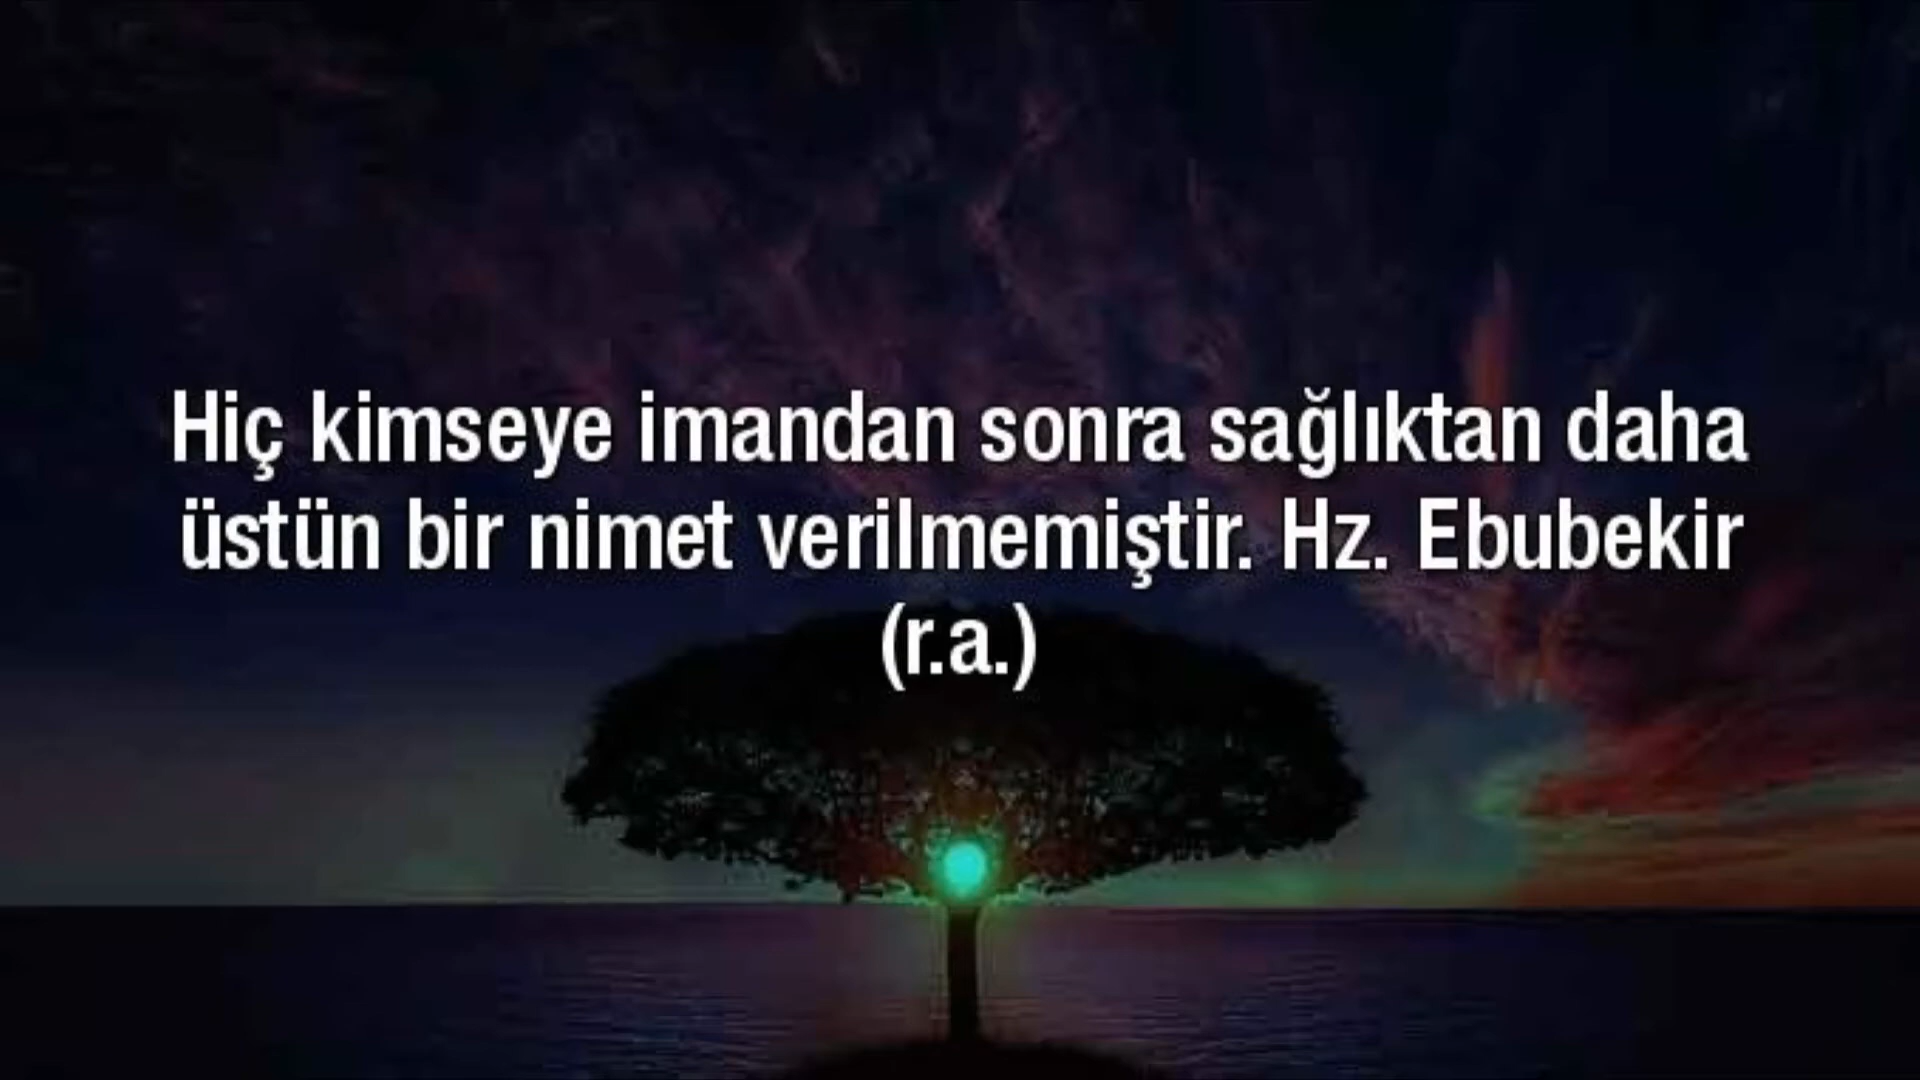 Hiç kimseye imandan sonra sağlıktan daha
üstün bir nimet verilmemiştir. Hz. Ebubekir
(r.a.)